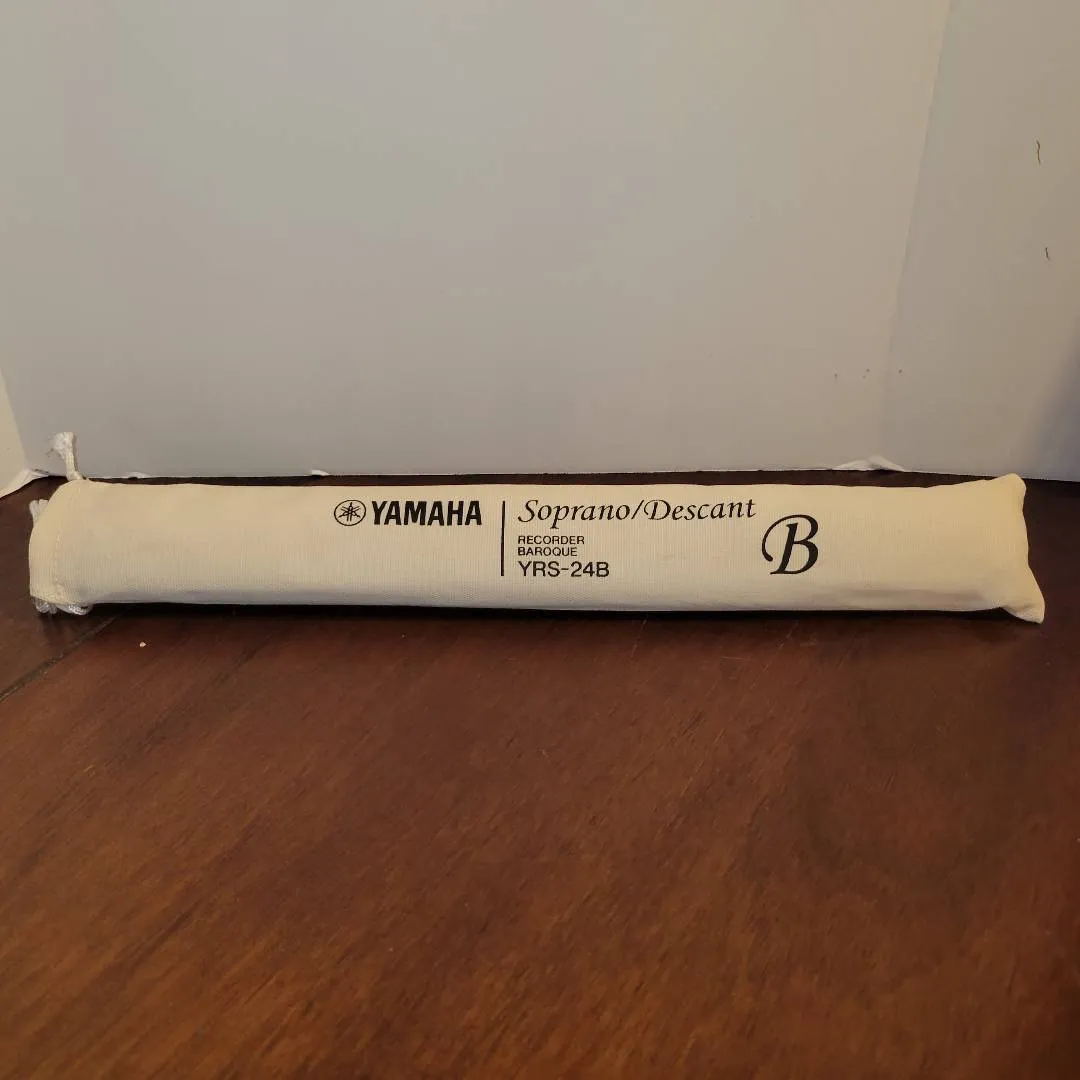 YAMAHA
Soprano/Descant
RECORDER
BAROQUE
YRS-24B
B